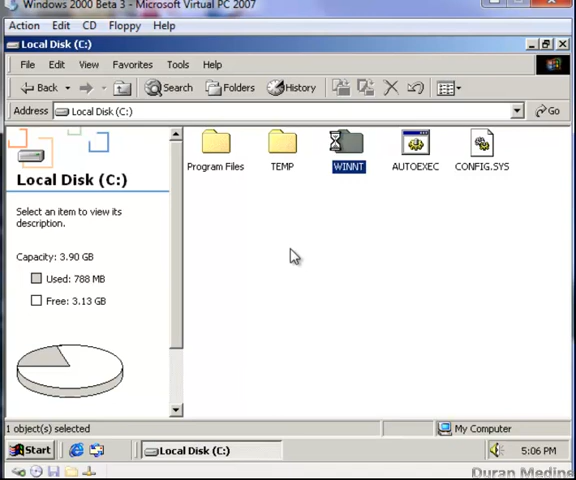 Windows 2000 Beta 3 - Microsoft Virtual PC 2007
Action Edit CD Floppy Help
Local Disk (C:)
File Edit View Favorites Tools Help
Back Search Folders History
Address Local Disk (C:) Go
Program Files TEMP WINNT AUTOEXEC CONFIG.SYS
Local Disk (C:)
Select an item to view its
description.
Capacity: 3.90 GB
Used: 788 MB
Free: 3.13 GB
1 object(s) selected My Computer
Start Local Disk (C:) 5:06 PM
Duran Medina